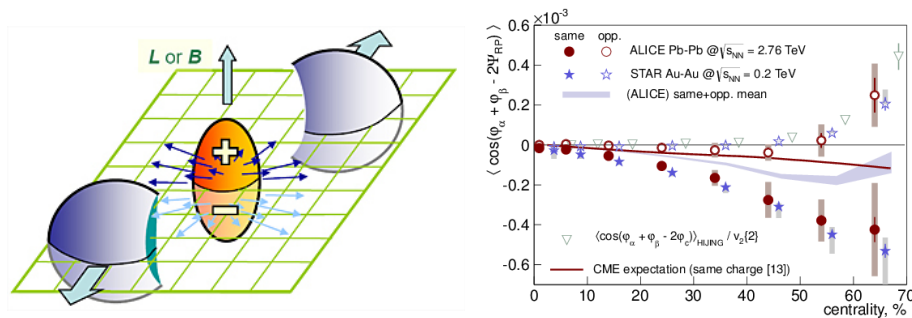 L or B
+
−
×10⁻³
0.6
0.4
0.2
0
-0.2
-0.4
-0.6
⟨ cos(φα + φβ - 2ΨRP) ⟩
same opp.
ALICE Pb-Pb @√sNN = 2.76 TeV
STAR Au-Au @√sNN = 0.2 TeV
(ALICE) same+opp. mean
⟨cos(φα + φβ - 2φc)⟩HIJING / v2{2}
CME expectation (same charge [13])
0 10 20 30 40 50 60 70
centrality, %